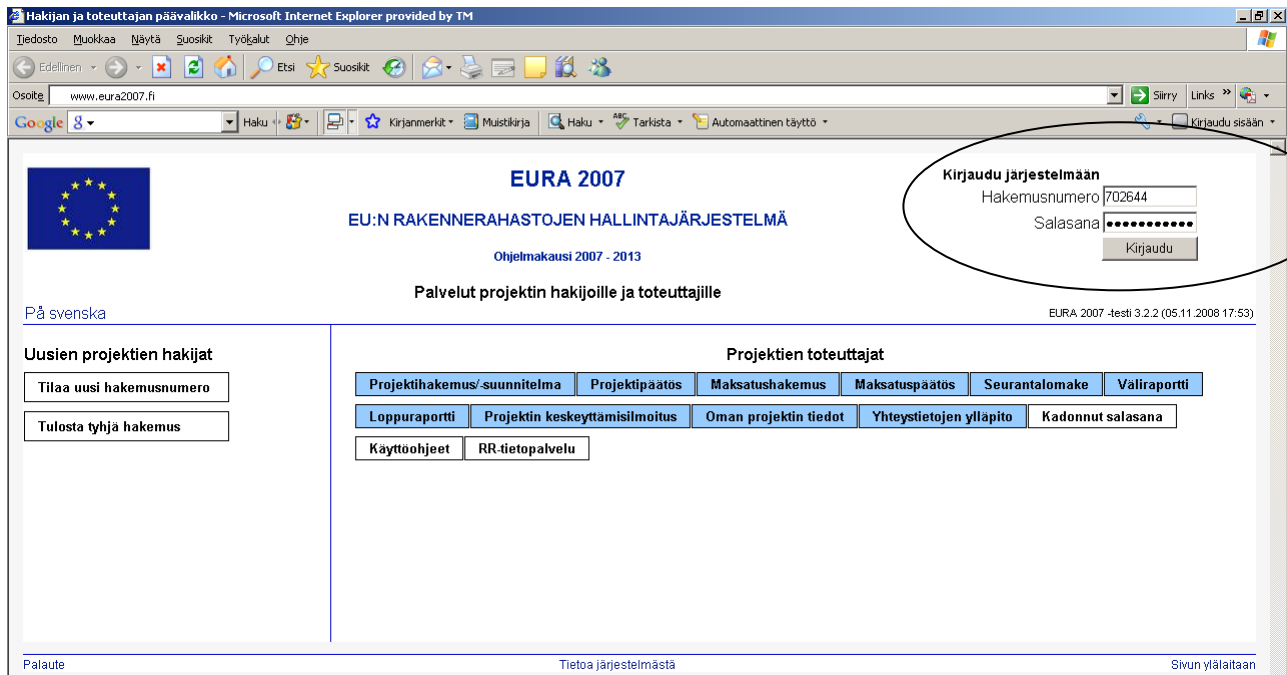 Hakijan ja toteuttajan päävalikko - Microsoft Internet Explorer provided by TM
Tiedosto Muokkaa Näytä Suosikit Työkalut Ohje
Edellinen Etsi Suosikit
Osoite www.eura2007.fi Siirry Links »
Google Haku Kirjanmerkit Muistikirja Haku ABC Tarkista Automaattinen täyttö Kirjaudu sisään
EURA 2007
EU:N RAKENNERAHASTOJEN HALLINTAJÄRJESTELMÄ
Ohjelmakausi 2007 - 2013
Palvelut projektin hakijoille ja toteuttajille
Kirjaudu järjestelmään
Hakemusnumero 702644
Salasana •••••••••••
Kirjaudu
På svenska
EURA 2007 -testi 3.2.2 (05.11.2008 17:53)
Uusien projektien hakijat
Tilaa uusi hakemusnumero
Tulosta tyhjä hakemus
Projektien toteuttajat
Projektihakemus/-suunnitelma Projektipäätös Maksatushakemus Maksatuspäätös Seurantalomake Väliraportti
Loppuraportti Projektin keskeyttämisilmoitus Oman projektin tiedot Yhteystietojen ylläpito Kadonnut salasana
Käyttöohjeet RR-tietopalvelu
Palaute Tietoa järjestelmästä Sivun ylälaitaan